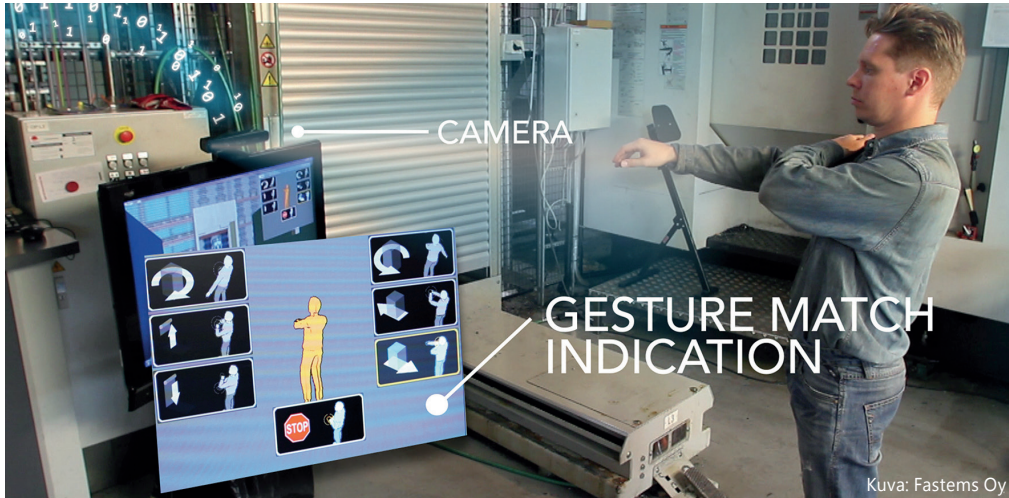 CAMERA
GESTURE MATCH
INDICATION
STOP
Kuva: Fastems Oy